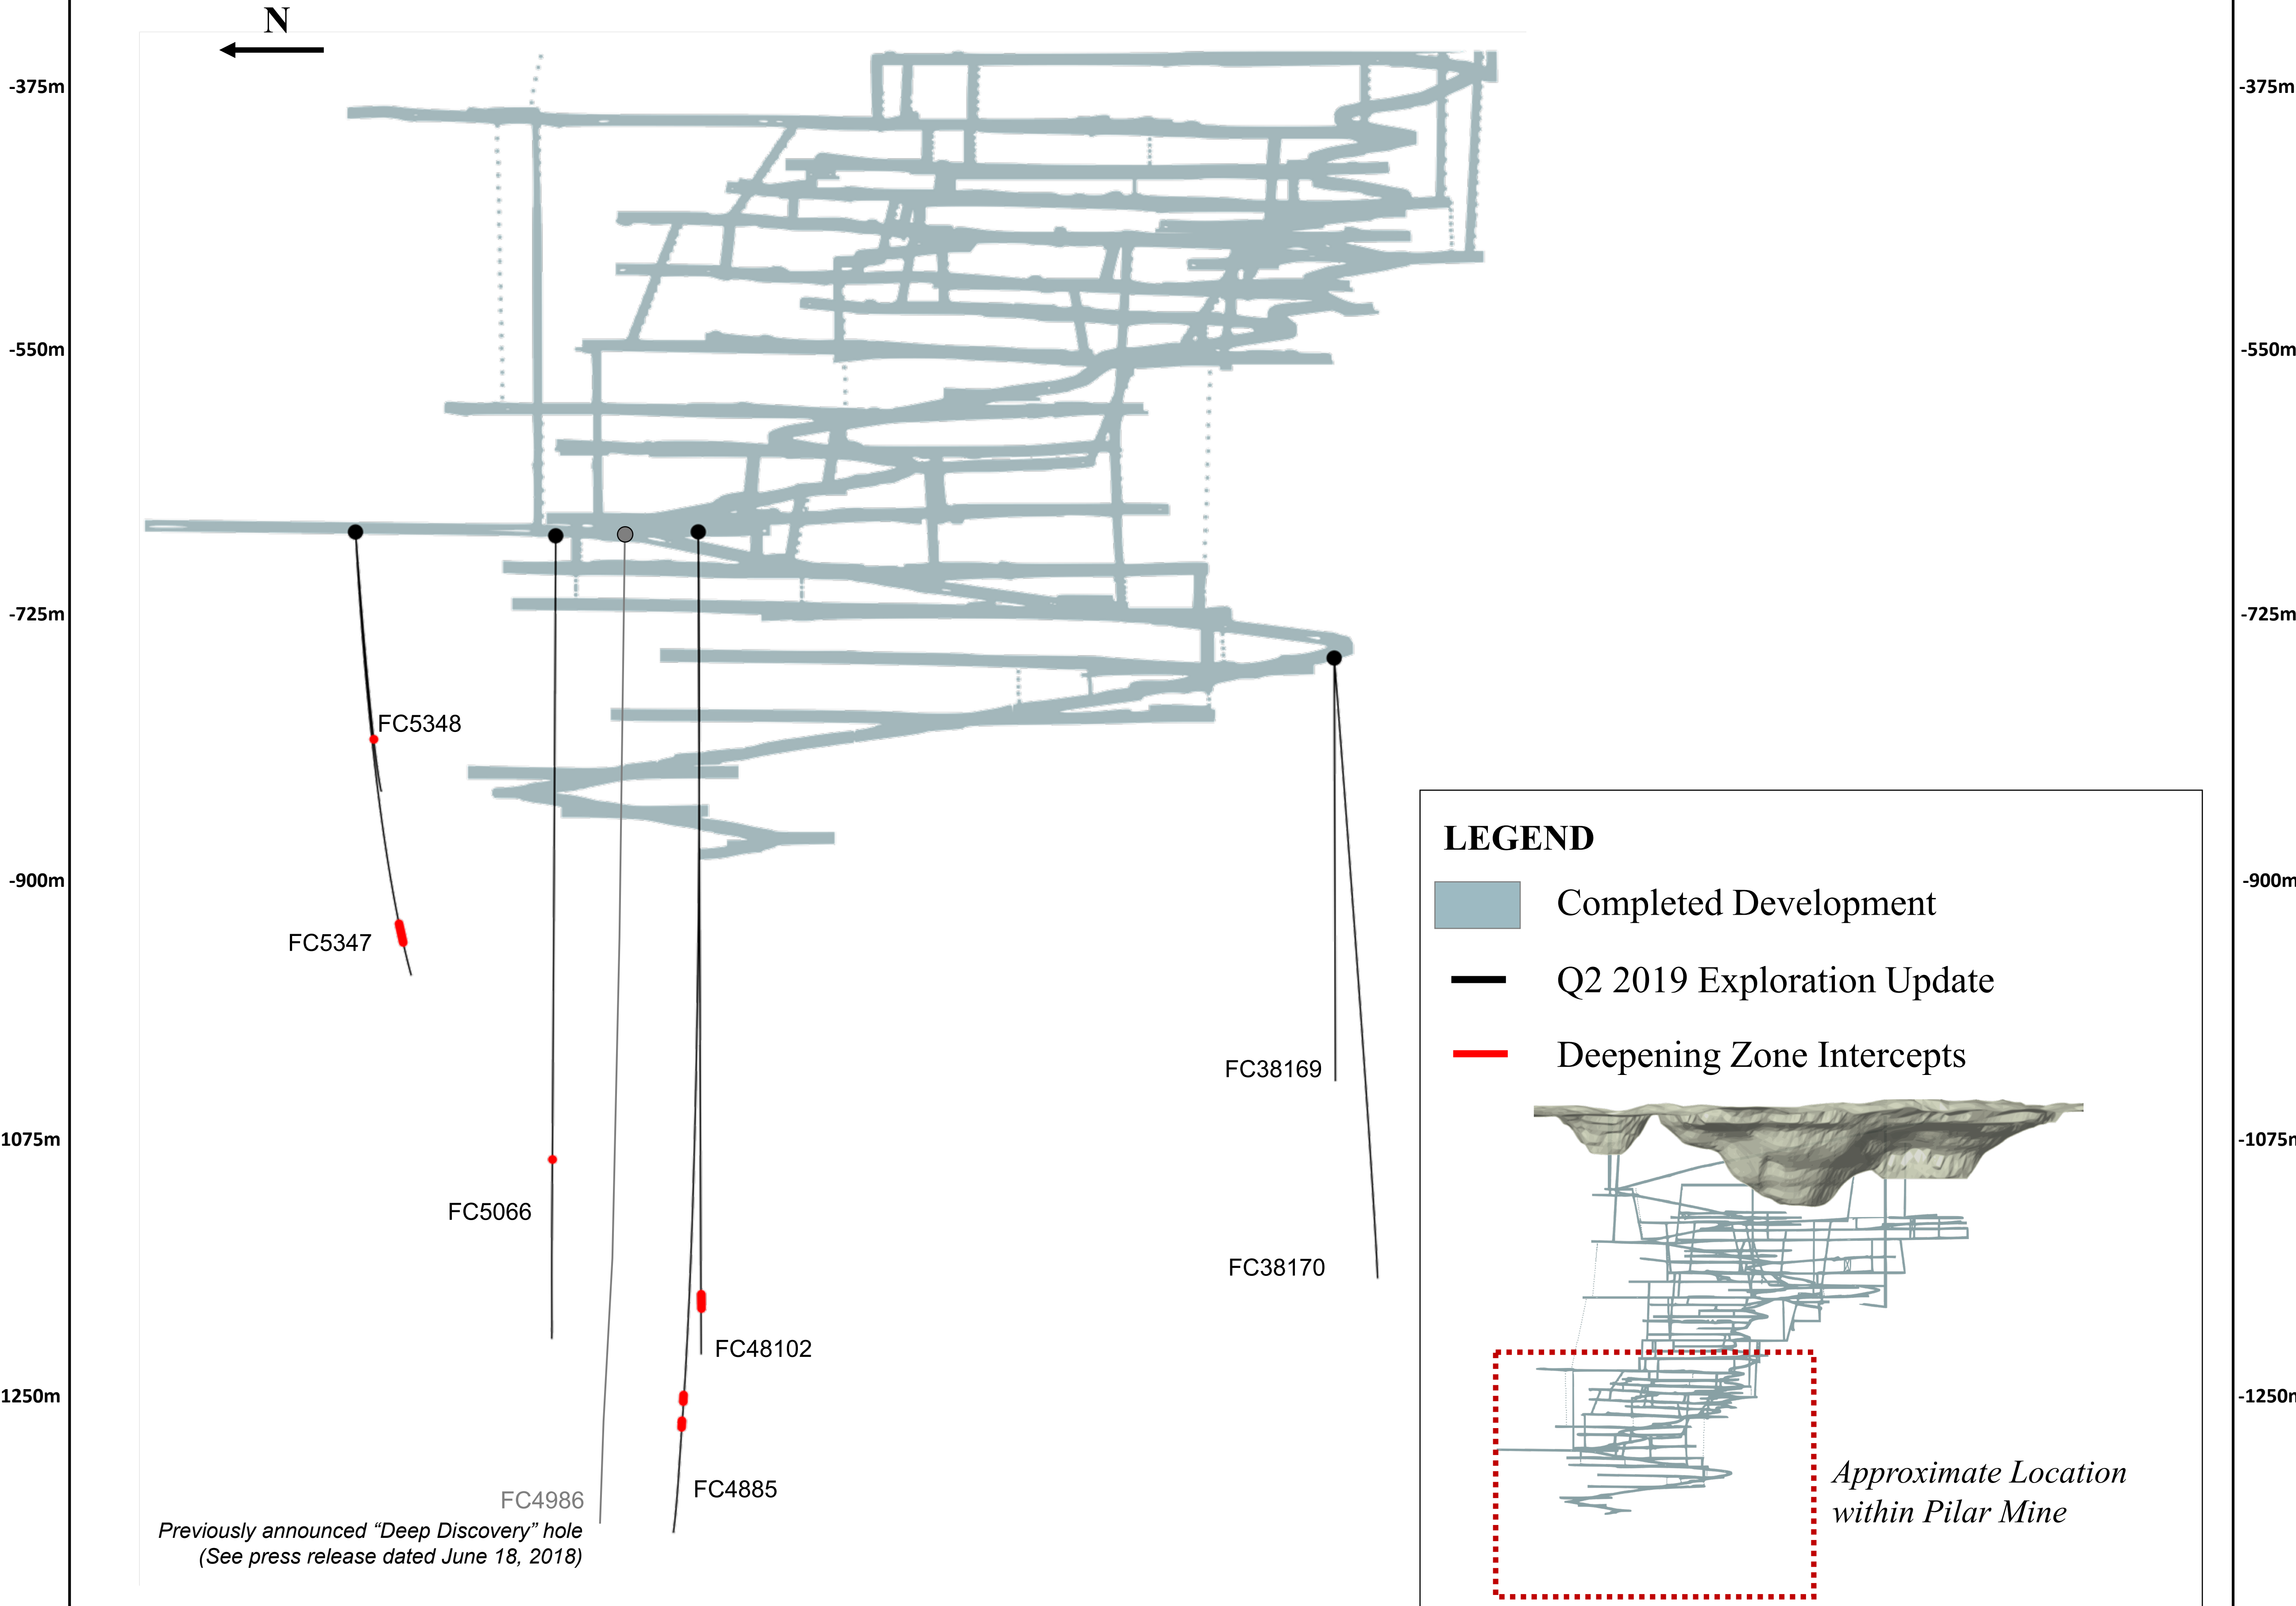 N
-375m
-375m
-550m
-550m
-725m
-725m
FC5348
-900m
-900m
LEGEND
Completed Development
FC5347
Q2 2019 Exploration Update
Deepening Zone Intercepts
FC38169
1075m
-1075m
FC5066
FC38170
FC48102
1250m
-1250m
FC4885
FC4986
Previously announced “Deep Discovery” hole
(See press release dated June 18, 2018)
Approximate Location
within Pilar Mine